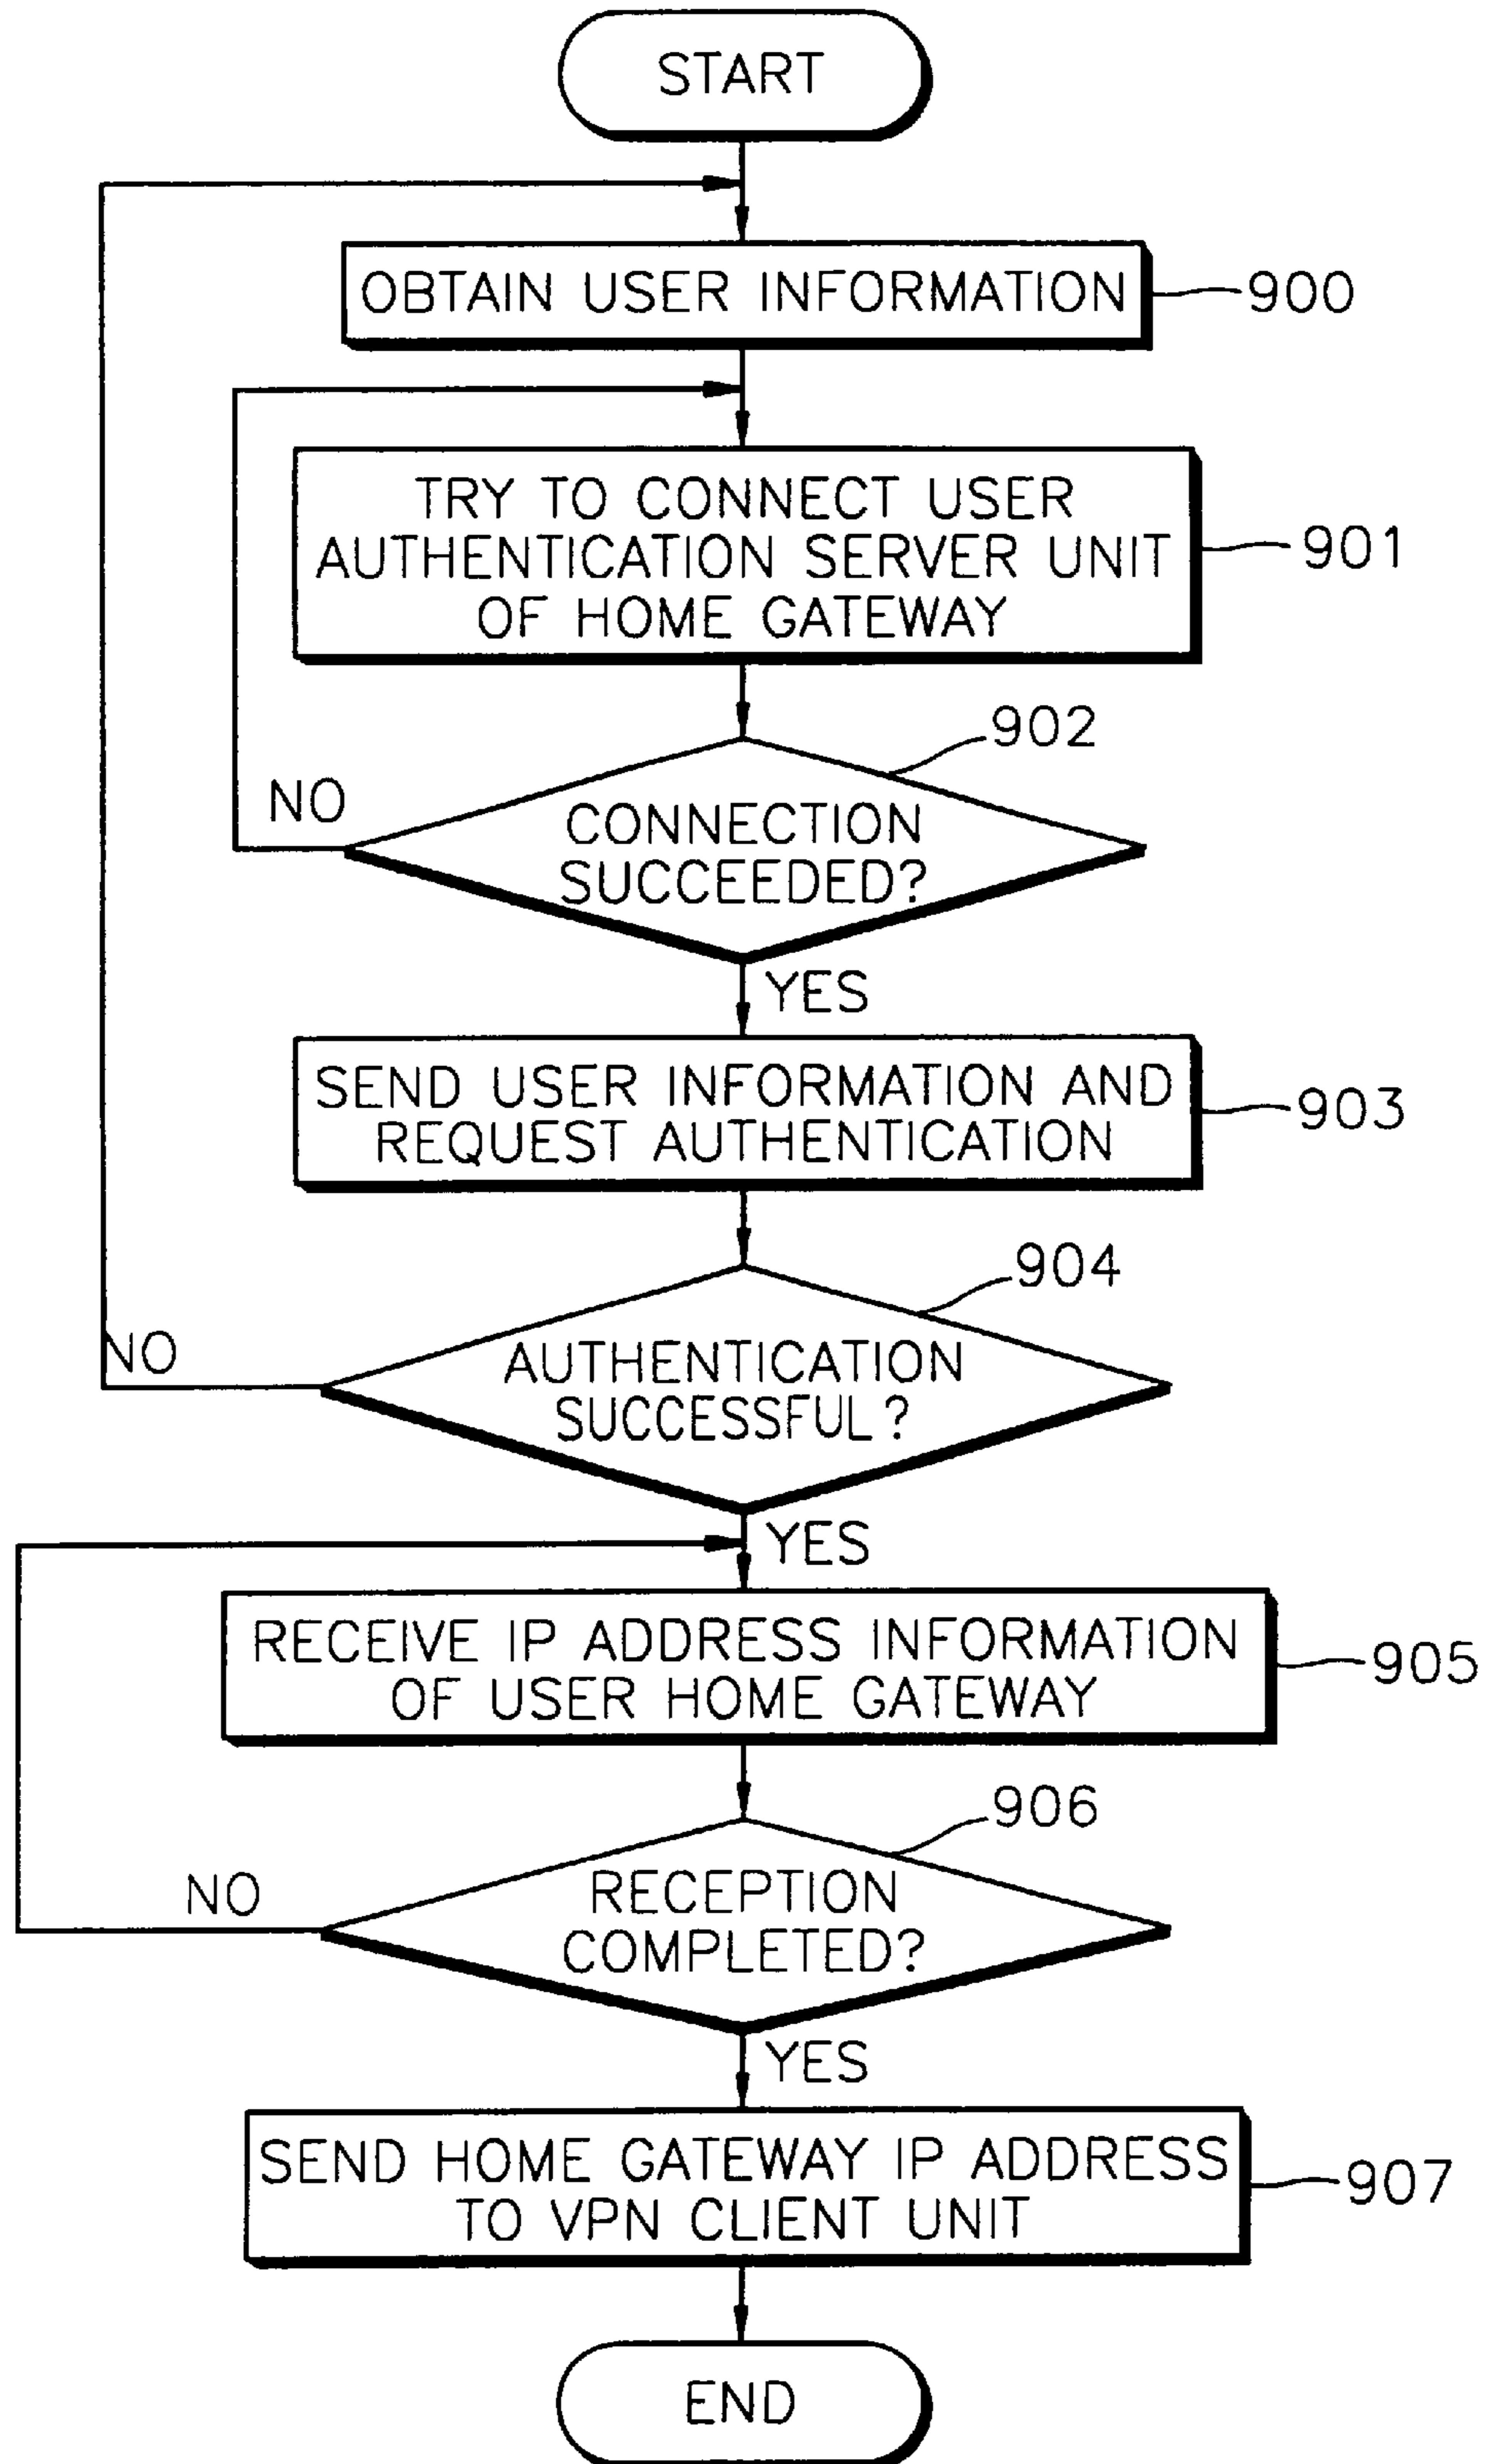 START
OBTAIN USER INFORMATION
900
TRY TO CONNECT USER
AUTHENTICATION SERVER UNIT
OF HOME GATEWAY
901
902
NO
CONNECTION
SUCCEEDED?
YES
SEND USER INFORMATION AND
REQUEST AUTHENTICATION
903
904
NO
AUTHENTICATION
SUCCESSFUL?
YES
RECEIVE IP ADDRESS INFORMATION
OF USER HOME GATEWAY
905
906
NO
RECEPTION
COMPLETED?
YES
SEND HOME GATEWAY IP ADDRESS
TO VPN CLIENT UNIT
907
END